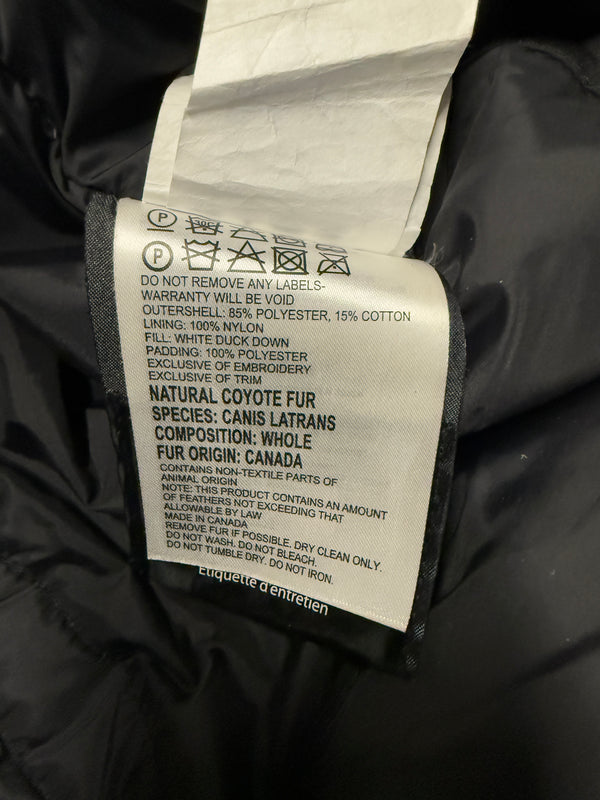 P
30C
P
DO NOT REMOVE ANY LABELS-
WARRANTY WILL BE VOID
OUTERSHELL: 85% POLYESTER, 15% COTTON
LINING: 100% NYLON
FILL: WHITE DUCK DOWN
PADDING: 100% POLYESTER
EXCLUSIVE OF EMBROIDERY
EXCLUSIVE OF TRIM
NATURAL COYOTE FUR
SPECIES: CANIS LATRANS
COMPOSITION: WHOLE
FUR ORIGIN: CANADA
CONTAINS NON-TEXTILE PARTS OF
ANIMAL ORIGIN
NOTE: THIS PRODUCT CONTAINS AN AMOUNT
OF FEATHERS NOT EXCEEDING THAT
ALLOWABLE BY LAW
MADE IN CANADA
REMOVE FUR IF POSSIBLE. DRY CLEAN ONLY.
DO NOT WASH. DO NOT BLEACH.
DO NOT TUMBLE DRY. DO NOT IRON.
Étiquette d'entretien